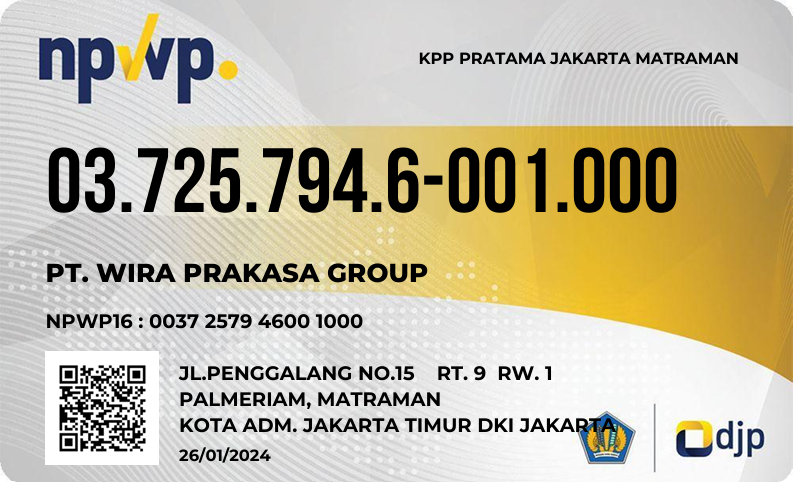 npwp.
KPP PRATAMA JAKARTA MATRAMAN
03.725.794.6-001.000
PT. WIRA PRAKASA GROUP
NPWP16 : 0037 2579 4600 1000
JL.PENGGALANG NO.15 RT. 9 RW. 1
PALMERIAM, MATRAMAN
KOTA ADM. JAKARTA TIMUR DKI JAKARTA
26/01/2024
djp